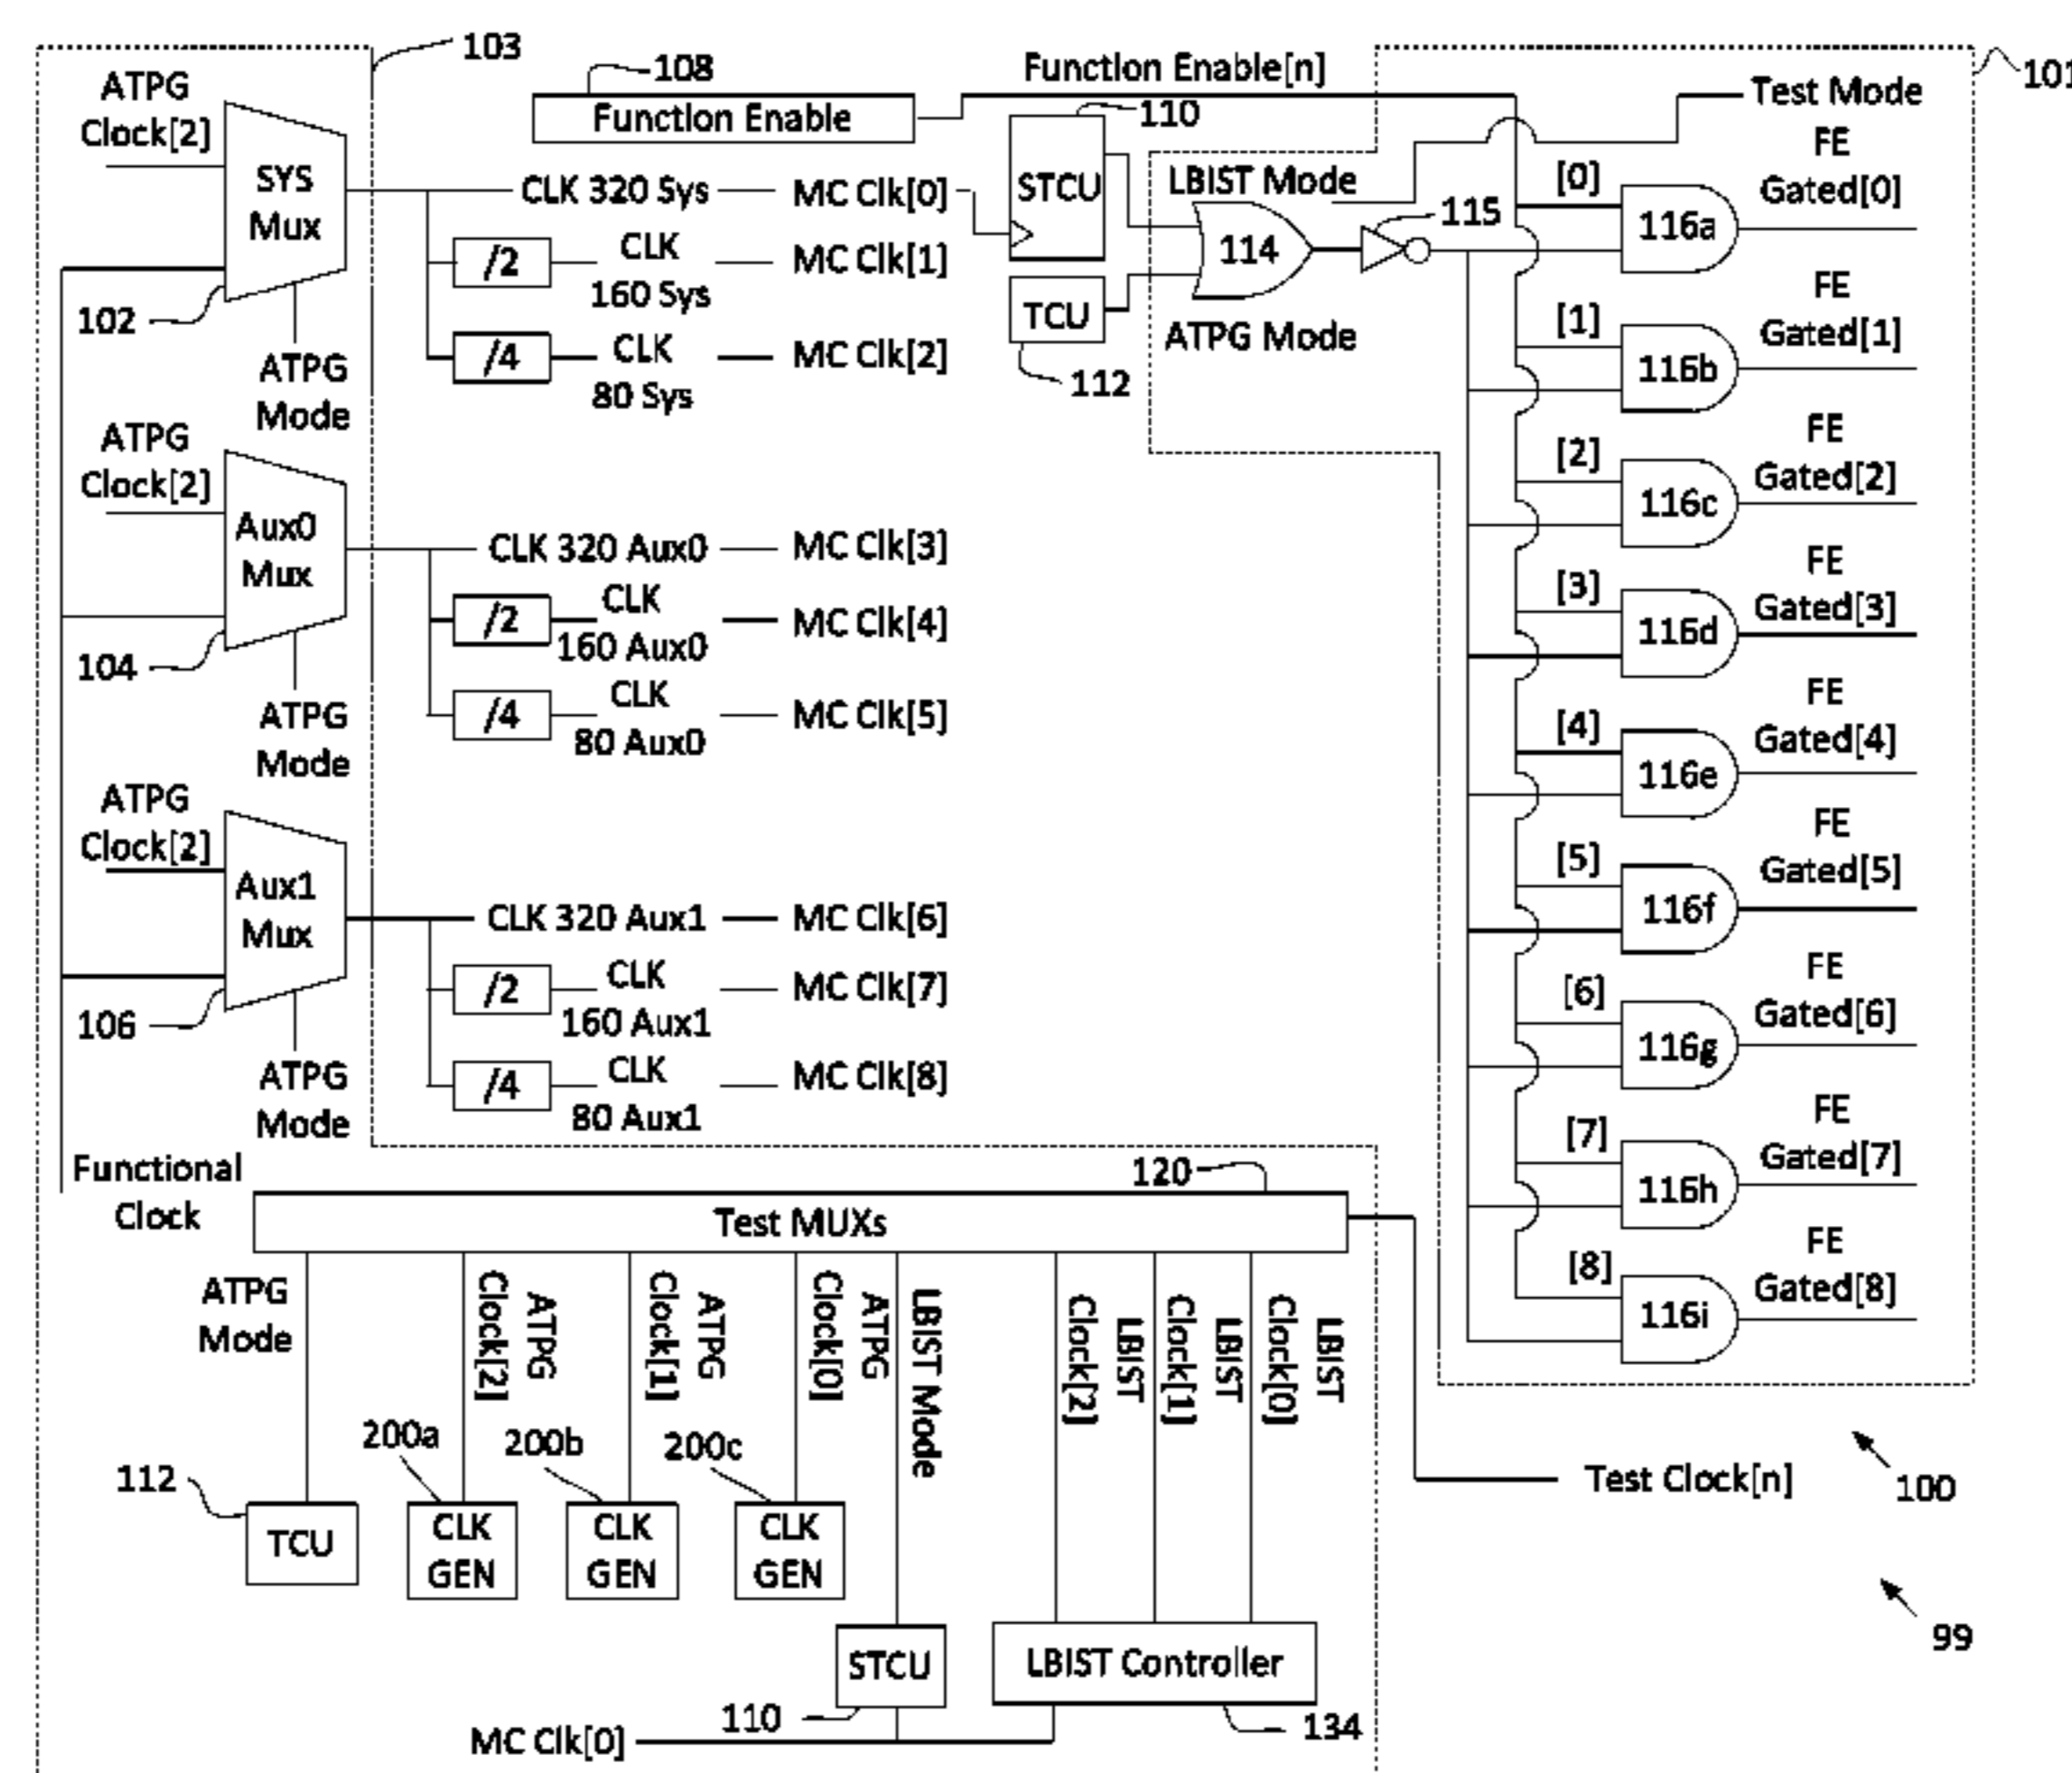 103
ATPG
Clock[2]
SYS
Mux
102
ATPG
Mode
108
Function Enable
Function Enable[n]
101
Test Mode
110
STCU
LBIST Mode
114
115
TCU
112
ATPG Mode
CLK 320 Sys
MC Clk[0]
/2
CLK
160 Sys
MC Clk[1]
/4
CLK
80 Sys
MC Clk[2]
ATPG
Clock[2]
Aux0
Mux
104
ATPG
Mode
CLK 320 Aux0
MC Clk[3]
/2
CLK
160 Aux0
MC Clk[4]
/4
CLK
80 Aux0
MC Clk[5]
ATPG
Clock[2]
Aux1
Mux
106
ATPG
Mode
CLK 320 Aux1
MC Clk[6]
/2
CLK
160 Aux1
MC Clk[7]
/4
CLK
80 Aux1
MC Clk[8]
Functional
Clock
[0]
116a
FE
Gated[0]
[1]
116b
FE
Gated[1]
[2]
116c
FE
Gated[2]
[3]
116d
FE
Gated[3]
[4]
116e
FE
Gated[4]
[5]
116f
FE
Gated[5]
[6]
116g
FE
Gated[6]
[7]
116h
FE
Gated[7]
[8]
116i
FE
Gated[8]
120
Test MUXs
ATPG
Mode
ATPG
Clock[2]
ATPG
Clock[1]
ATPG
Clock[0]
LBIST Mode
LBIST
Clock[2]
LBIST
Clock[1]
LBIST
Clock[0]
112
TCU
200a
CLK
GEN
200b
CLK
GEN
200c
CLK
GEN
STCU
110
LBIST Controller
134
MC Clk[0]
Test Clock[n]
100
99